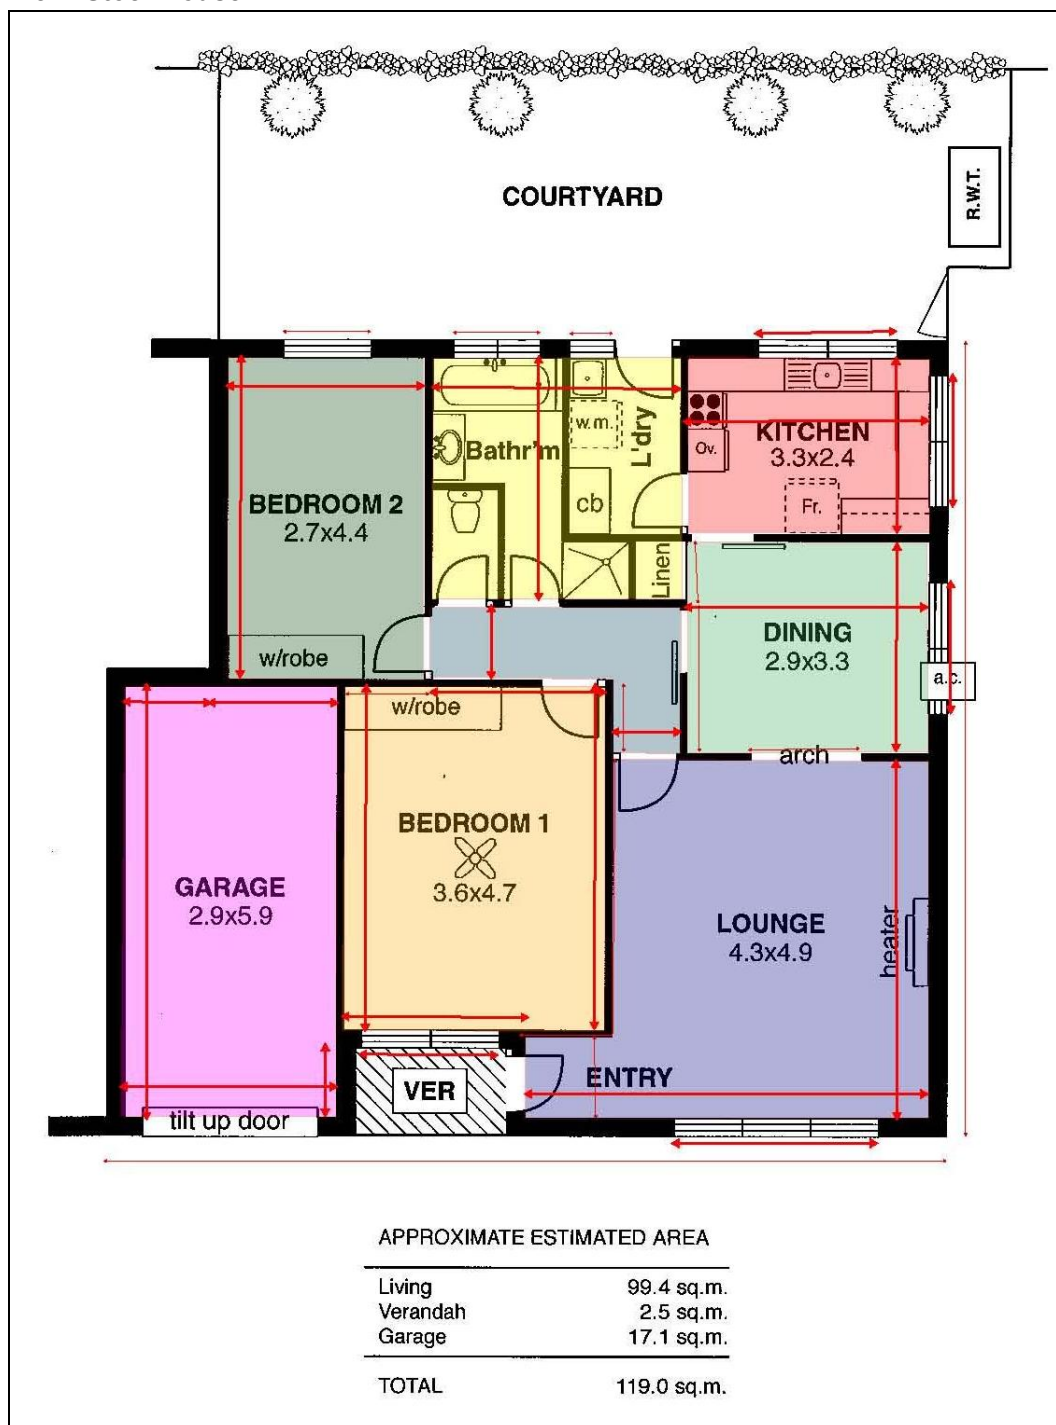 COURTYARD
R.W.T.
KITCHEN
3.3x2.4
Ov.
Fr.
w.m.
L'dry
cb
Bathr'm
Linen
BEDROOM 2
2.7x4.4
w/robe
DINING
2.9x3.3
a.c.
arch
w/robe
BEDROOM 1
3.6x4.7
GARAGE
2.9x5.9
tilt up door
LOUNGE
4.3x4.9
heater
ENTRY
VER
APPROXIMATE ESTIMATED AREA
Living 99.4 sq.m.
Verandah 2.5 sq.m.
Garage 17.1 sq.m.
TOTAL 119.0 sq.m.